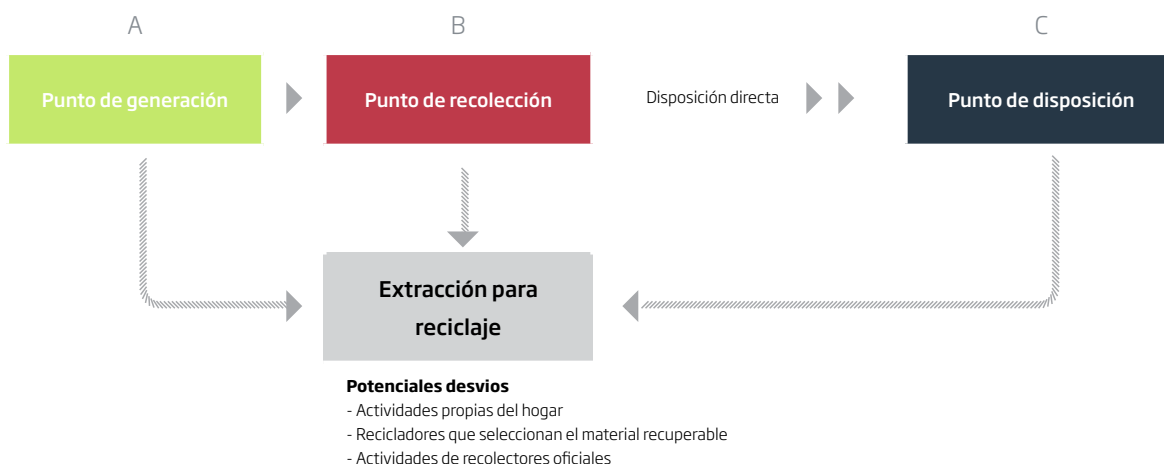 A
B
C
Punto de generación
Punto de recolección
Disposición directa
Punto de disposición
Extracción para
reciclaje
Potenciales desvios
- Actividades propias del hogar
- Recicladores que seleccionan el material recuperable
- Actividades de recolectores oficiales